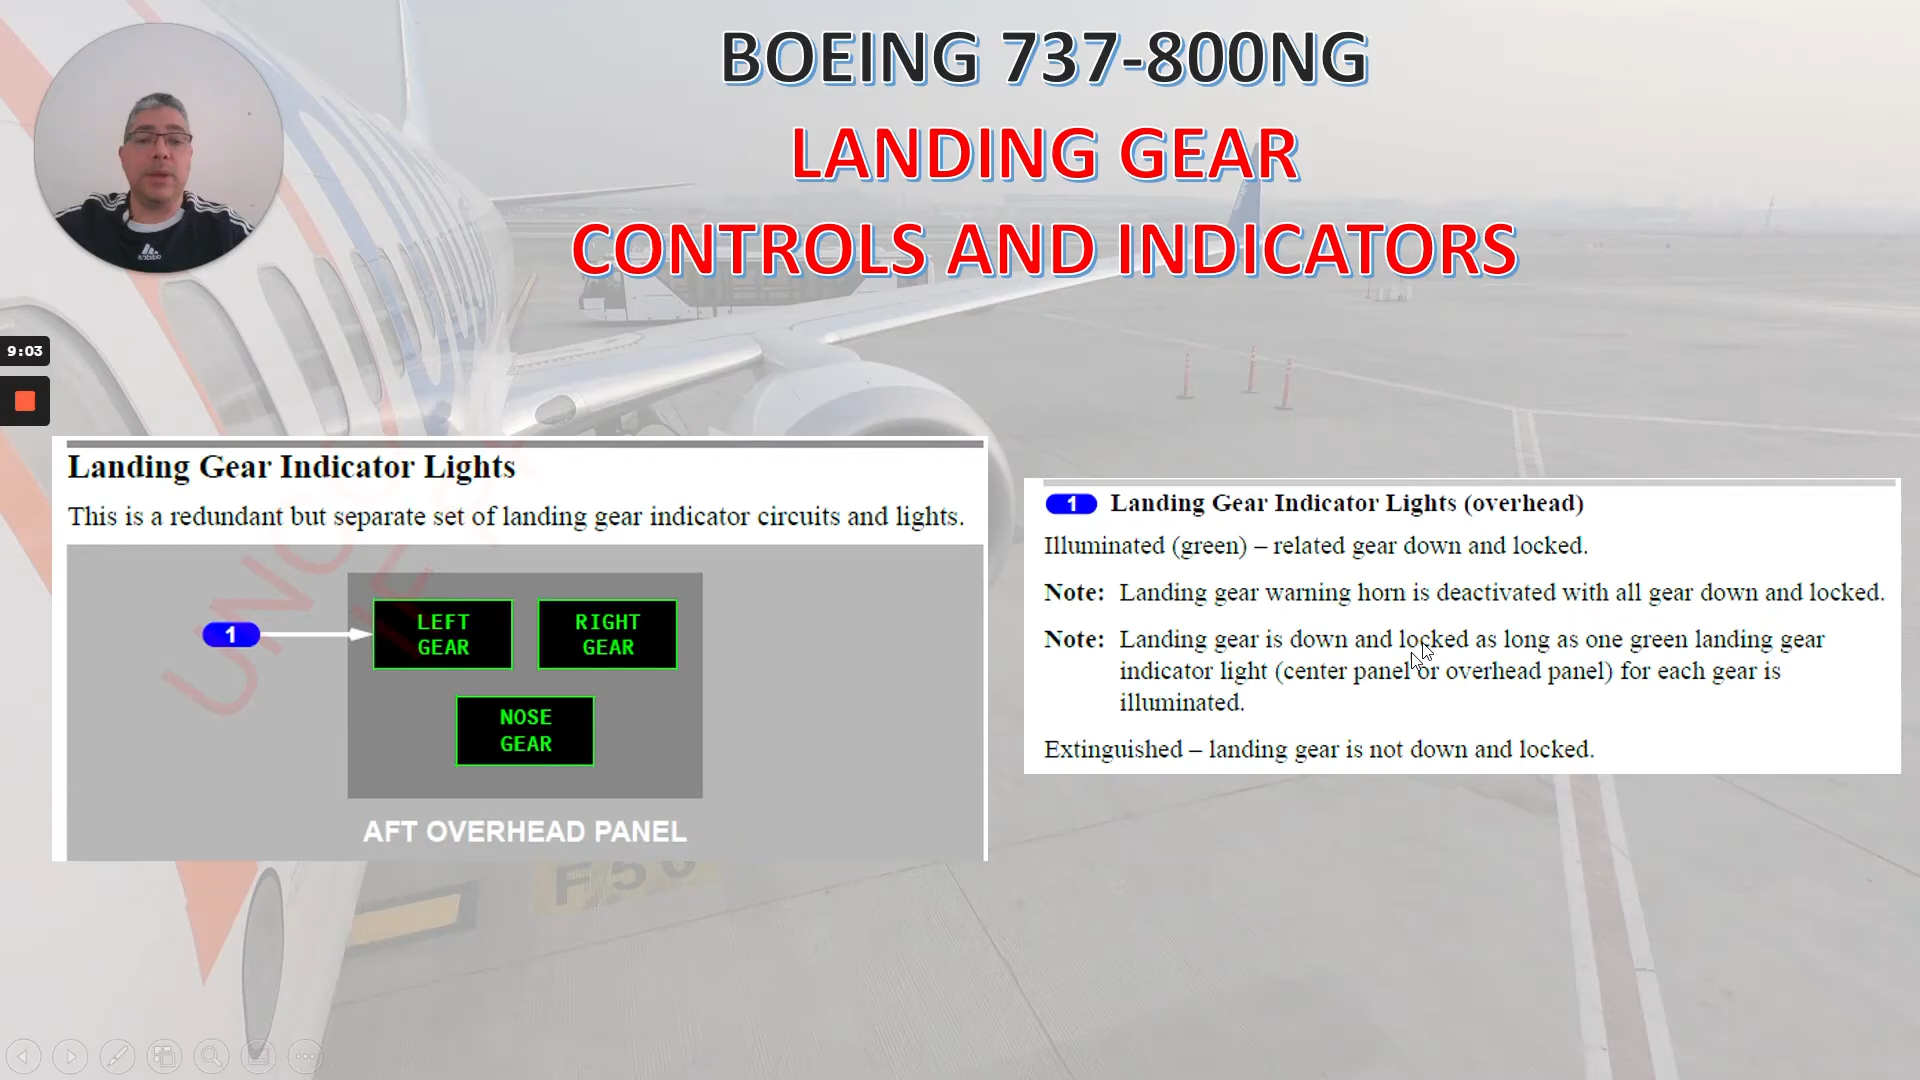 BOEING 737-800NG
LANDING GEAR
CONTROLS AND INDICATORS
adidas
9:03
Landing Gear Indicator Lights
This is a redundant but separate set of landing gear indicator circuits and lights.
1
LEFT
GEAR
RIGHT
GEAR
NOSE
GEAR
AFT OVERHEAD PANEL
1 Landing Gear Indicator Lights (overhead)
Illuminated (green) – related gear down and locked.
Note: Landing gear warning horn is deactivated with all gear down and locked.
Note: Landing gear is down and locked as long as one green landing gear
indicator light (center panel or overhead panel) for each gear is
illuminated.
Extinguished – landing gear is not down and locked.